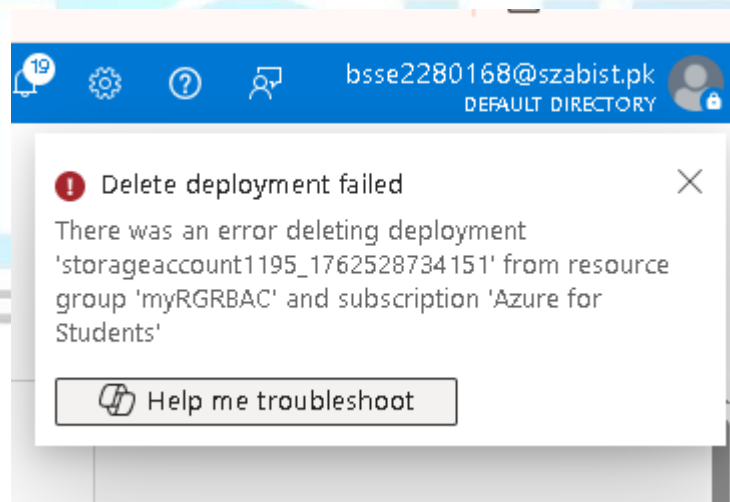 19
bsse2280168@szabist.pk
DEFAULT DIRECTORY
Delete deployment failed
There was an error deleting deployment
'storageaccount1195_1762528734151' from resource
group 'myRGRBAC' and subscription 'Azure for
Students'
Help me troubleshoot